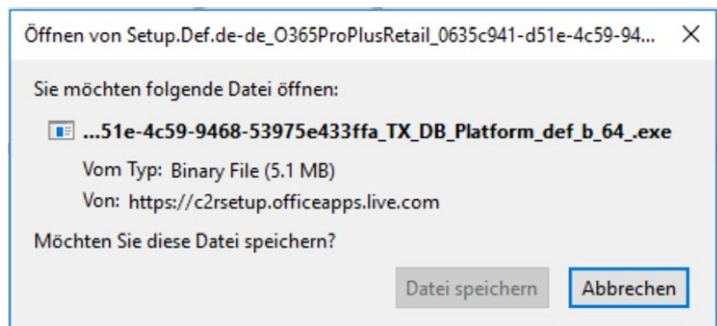 Öffnen von Setup.Def.de-de_O365ProPlusRetail_0635c941-d51e-4c59-94...
Sie möchten folgende Datei öffnen:
...51e-4c59-9468-53975e433ffa_TX_DB_Platform_def_b_64_.exe
Vom Typ: Binary File (5.1 MB)
Von: https://c2rsetup.officeapps.live.com
Möchten Sie diese Datei speichern?
Datei speichern Abbrechen